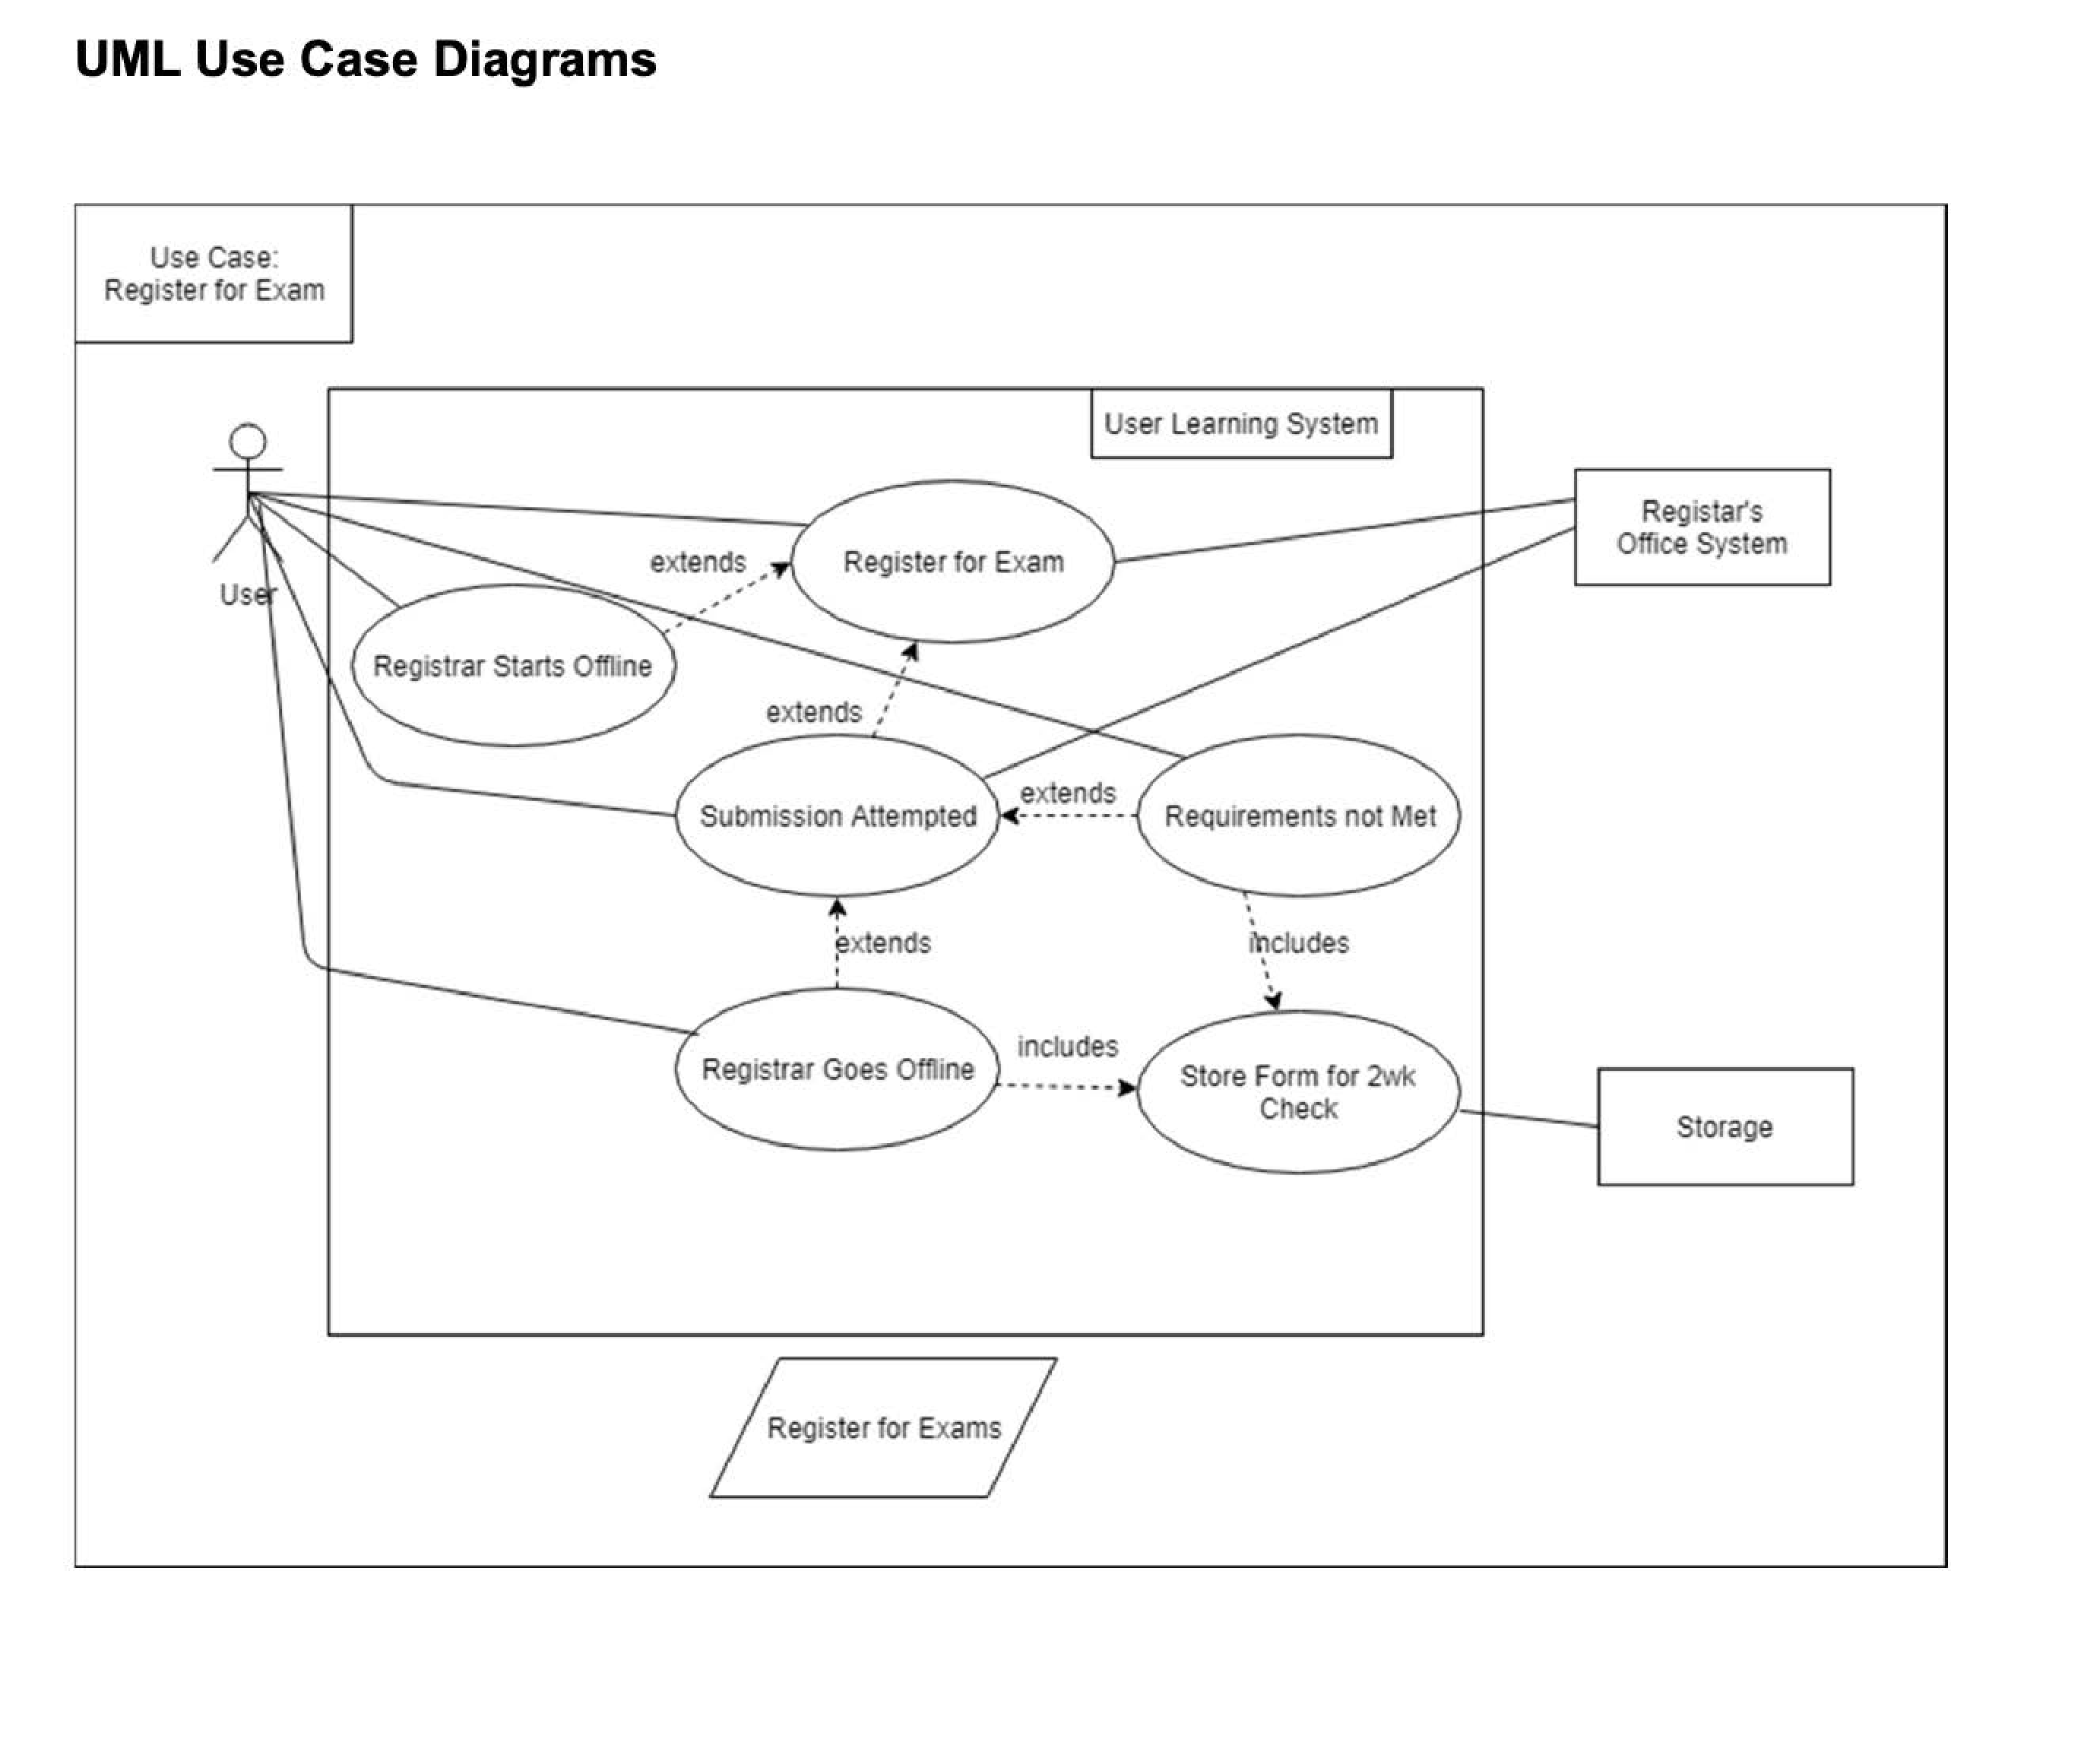 UML Use Case Diagrams
Use Case:
Register for Exam
User Learning System
Registar's
Office System
Register for Exam
extends
User
Registrar Starts Offline
extends
Submission Attempted
extends
Requirements not Met
extends
includes
Registrar Goes Offline
includes
Store Form for 2wk
Check
Storage
Register for Exams